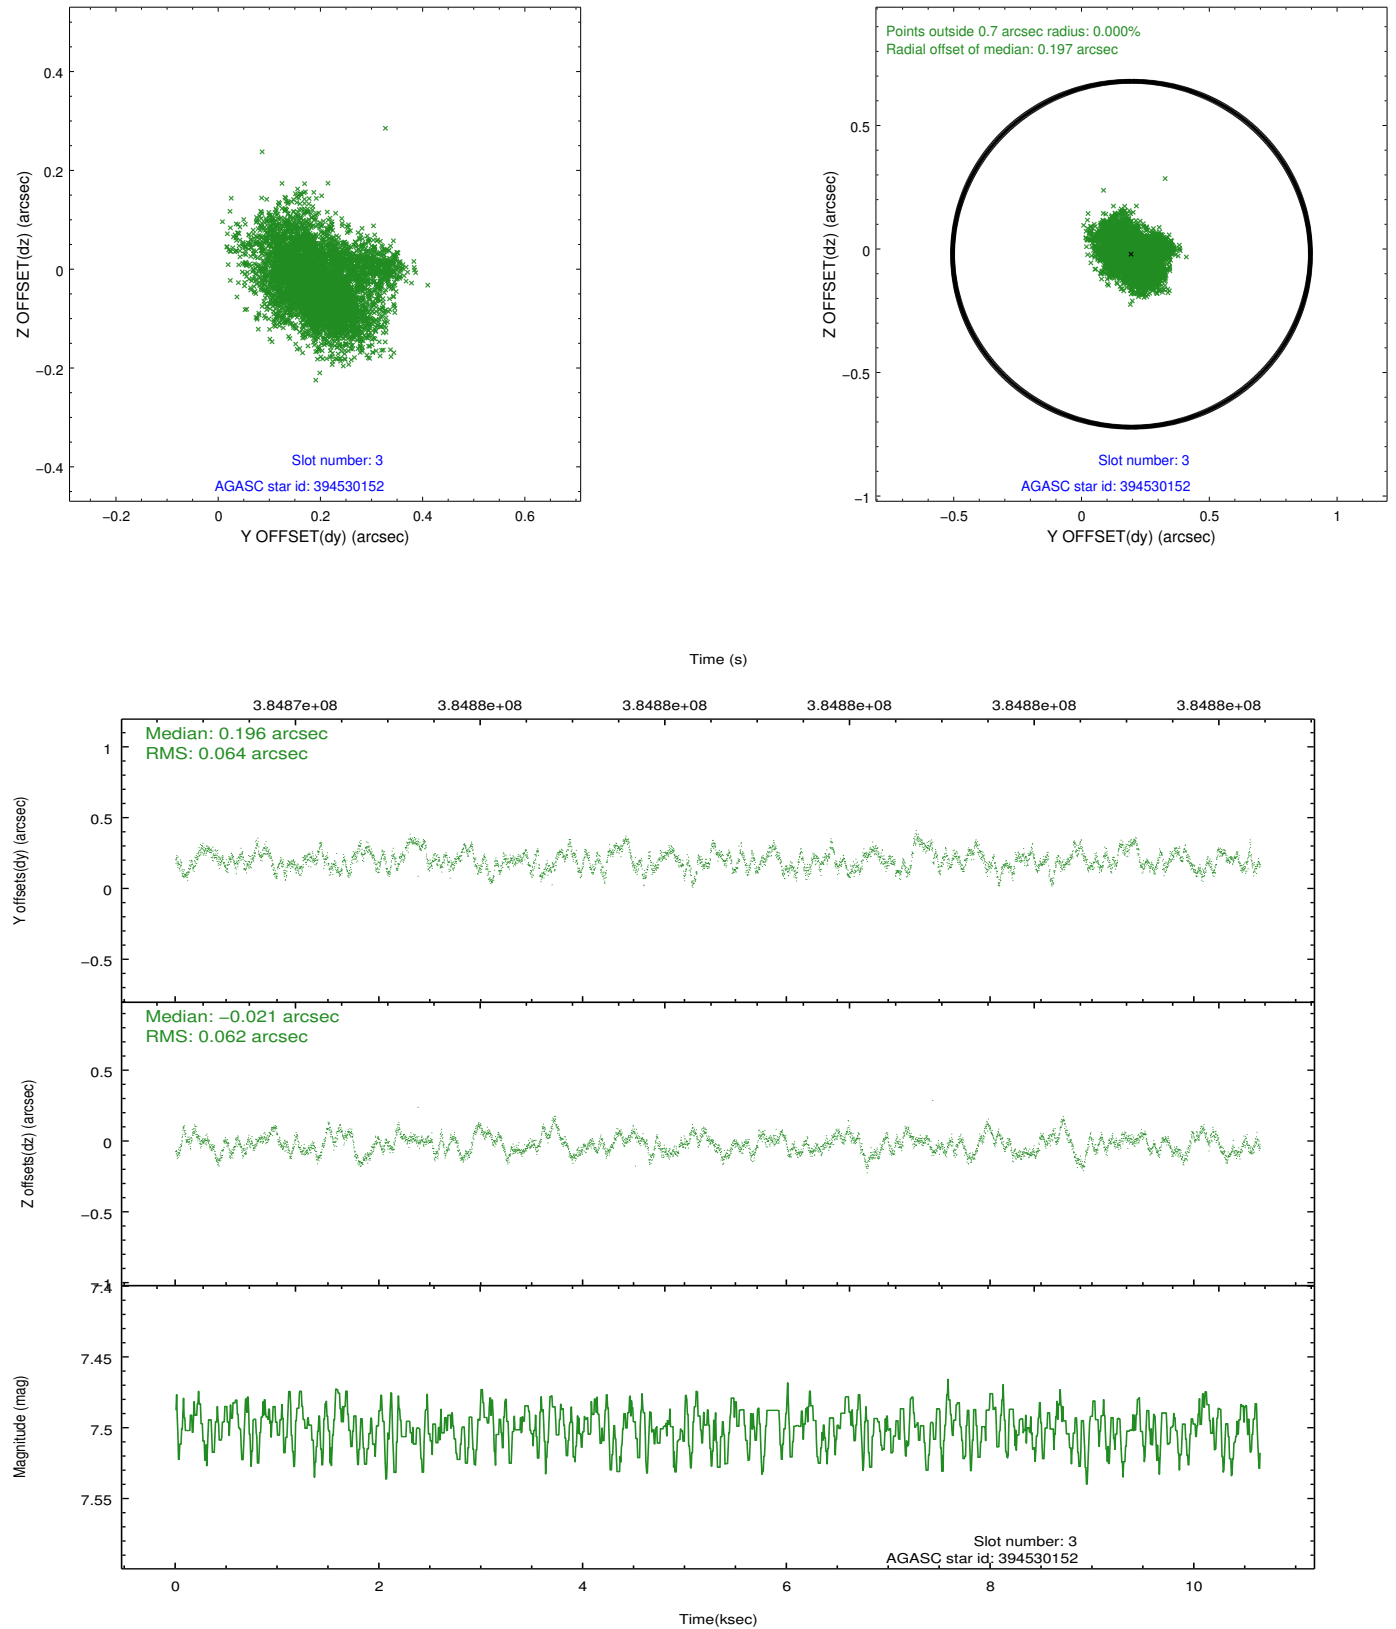 0.4
0.2
0
−0.2
−0.4
Z OFFSET(dz) (arcsec)
Slot number: 3
AGASC star id: 394530152
−0.2 0 0.2 0.4 0.6
Y OFFSET(dy) (arcsec)
Points outside 0.7 arcsec radius: 0.000%
Radial offset of median: 0.197 arcsec
0.5
0
−0.5
−1
Z OFFSET(dz) (arcsec)
Slot number: 3
AGASC star id: 394530152
−0.5 0 0.5 1
Y OFFSET(dy) (arcsec)
Time (s)
3.8487e+08 3.8488e+08 3.8488e+08 3.8488e+08 3.8488e+08 3.8488e+08
Median: 0.196 arcsec
RMS: 0.064 arcsec
1
0.5
0
−0.5
Y offsets(dy) (arcsec)
Median: −0.021 arcsec
RMS: 0.062 arcsec
0.5
0
−0.5
−1
Z offsets(dz) (arcsec)
7.4
7.45
7.5
7.55
Magnitude (mag)
Slot number: 3
AGASC star id: 394530152
0 2 4 6 8 10
Time(ksec)